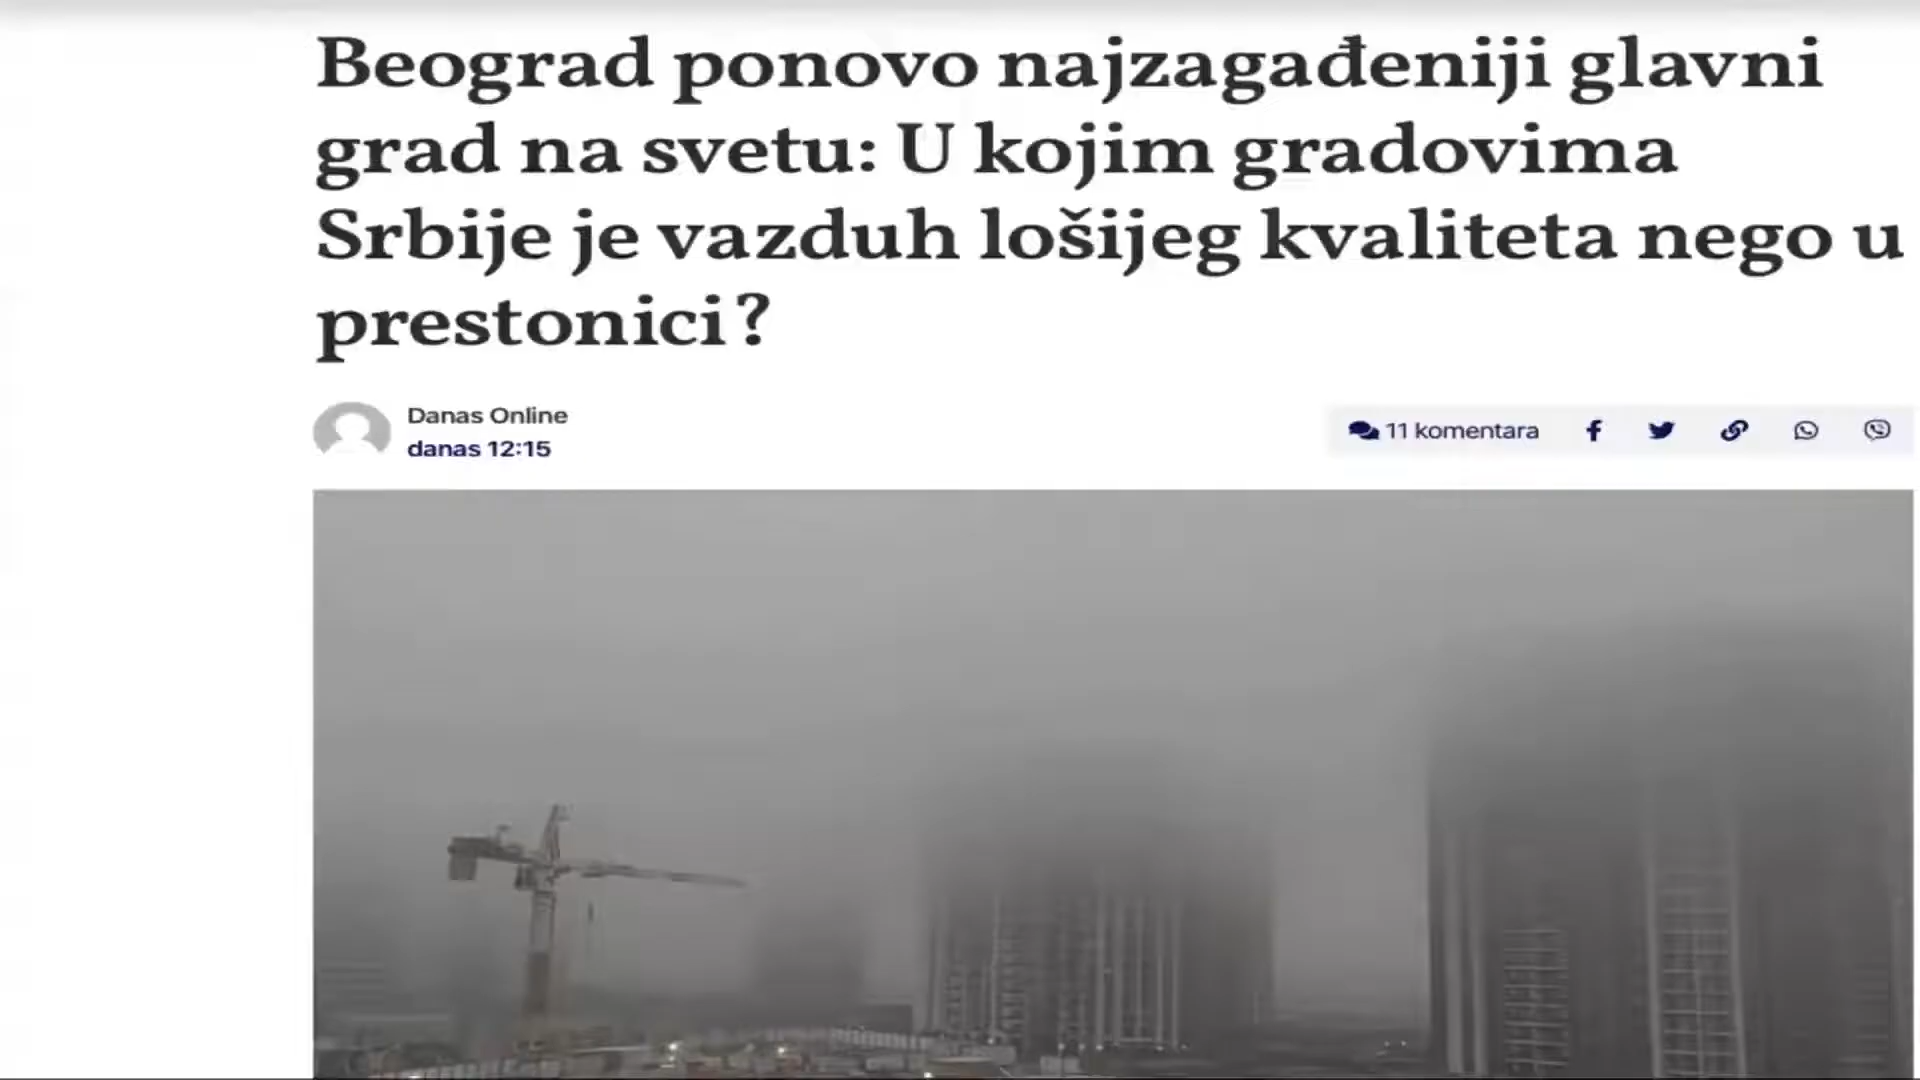 Beograd ponovo najzagađeniji glavni
grad na svetu: U kojim gradovima
Srbije je vazduh lošijeg kvaliteta nego u
prestonici?
Danas Online
danas 12:15
11 komentara